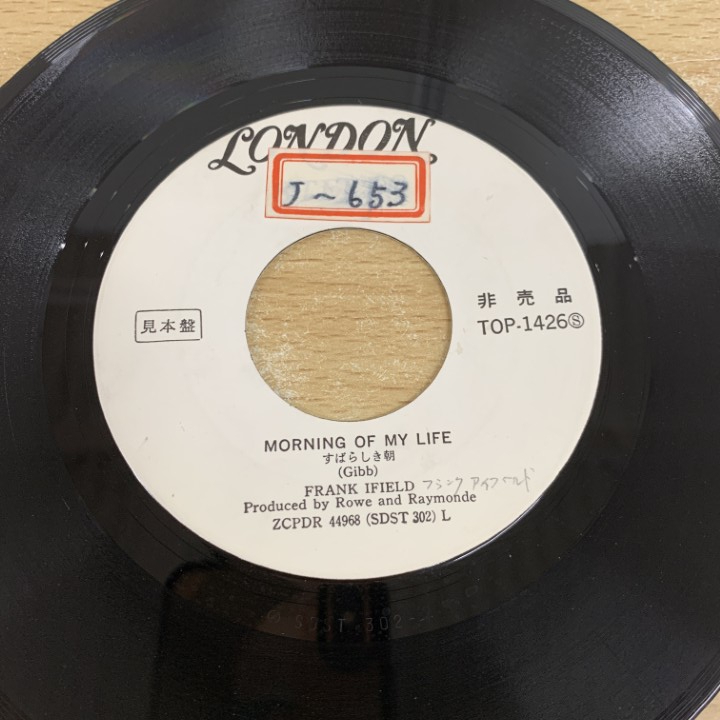 LONDON
J~653
非売品
見本盤
TOP-1426Ⓢ
MORNING OF MY LIFE
すばらしき朝
(Gibb)
FRANK IFIELD フランク アイフィールド
Produced by Rowe and Raymonde
ZCPDR 44968 (SDST 302) L
SDST 302